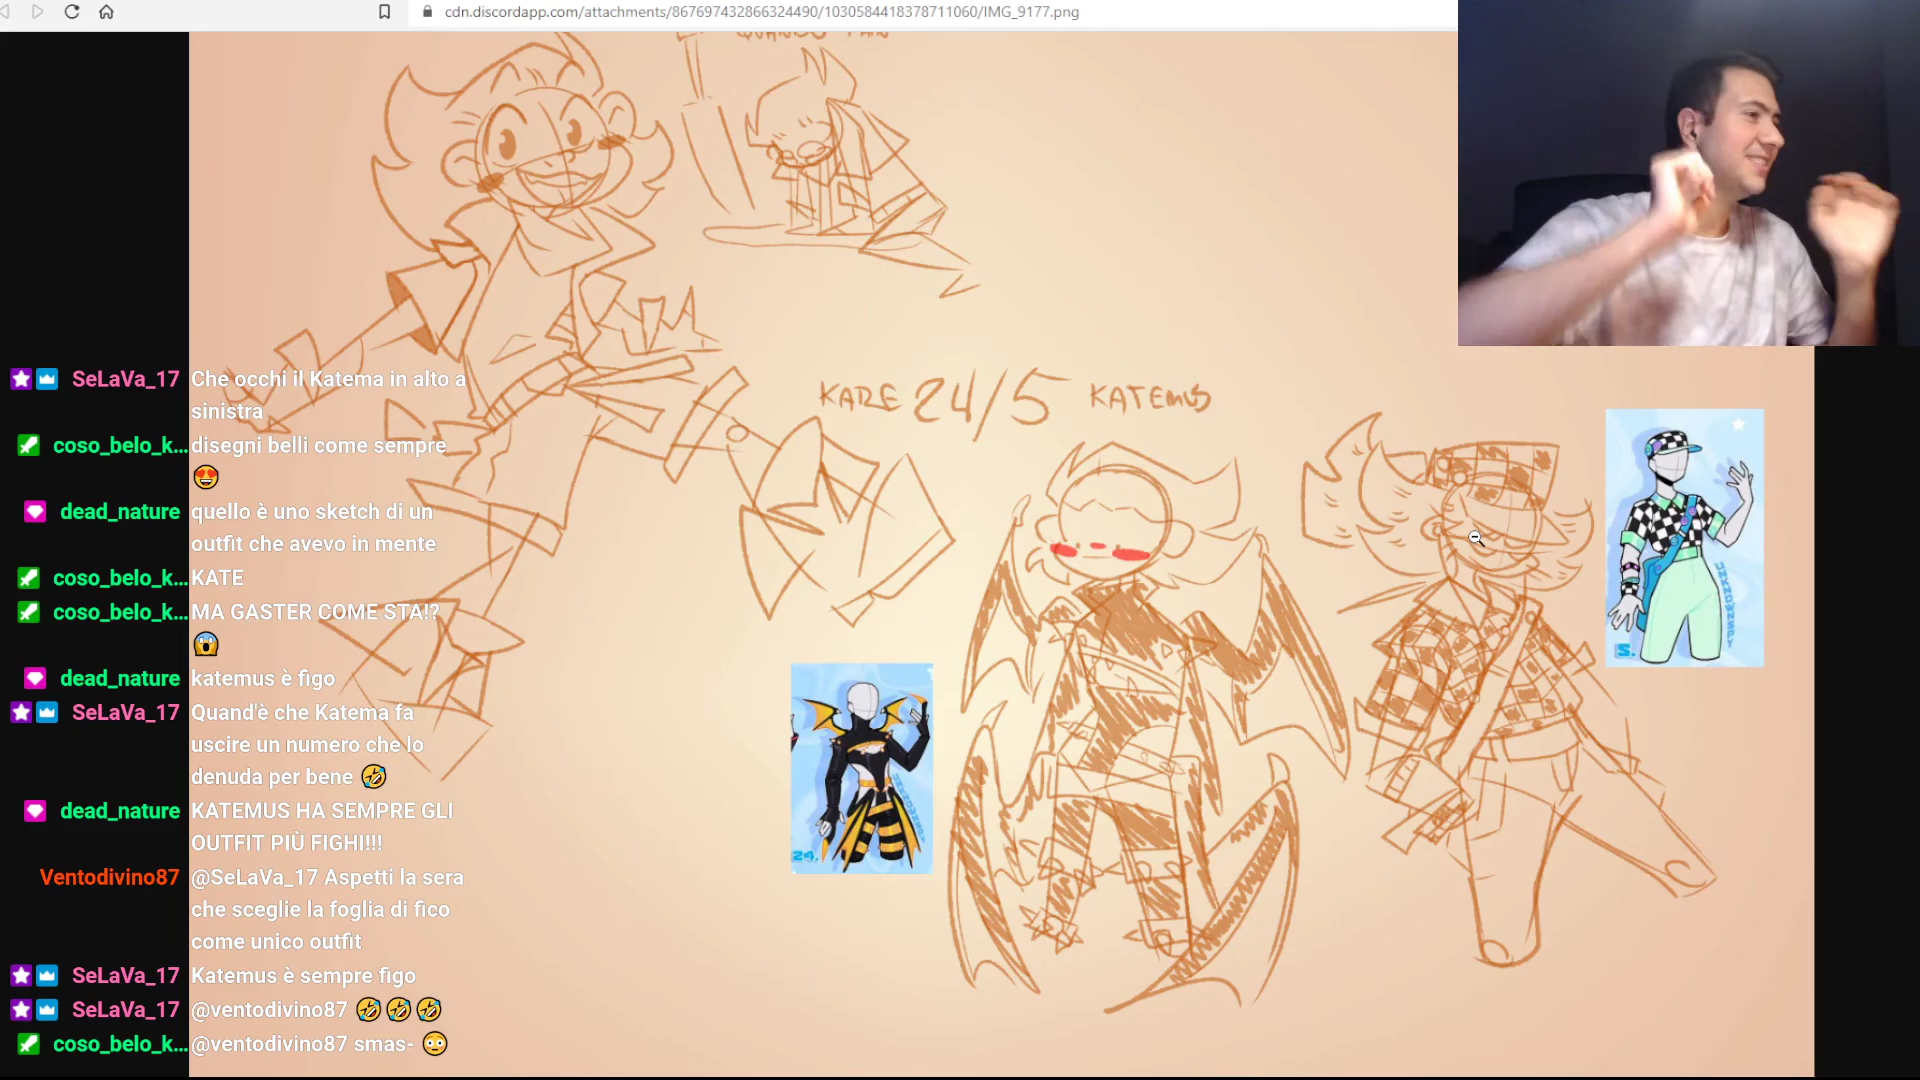 cdn.discordapp.com/attachments/867697432866324490/1030584418378711060/IMG_9177.png
KARE 24/5 KATEMUS
UNKNOWNSPY
5.
24.
SeLaVa_17 Che occhi il Katema in alto a
sinistra
coso_belo_k... disegni belli come sempre
😍
dead_nature quello è uno sketch di un
outfit che avevo in mente
coso_belo_k... KATE
coso_belo_k... MA GASTER COME STA!?
😱
dead_nature katemus è figo
SeLaVa_17 Quand'è che Katema fa
uscire un numero che lo
denuda per bene 🤣
dead_nature KATEMUS HA SEMPRE GLI
OUTFIT PIÙ FIGHI!!!
Ventodivino87 @SeLaVa_17 Aspetti la sera
che sceglie la foglia di fico
come unico outfit
SeLaVa_17 Katemus è sempre figo
SeLaVa_17 @ventodivino87 🤣🤣🤣
coso_belo_k... @ventodivino87 smas- 😳